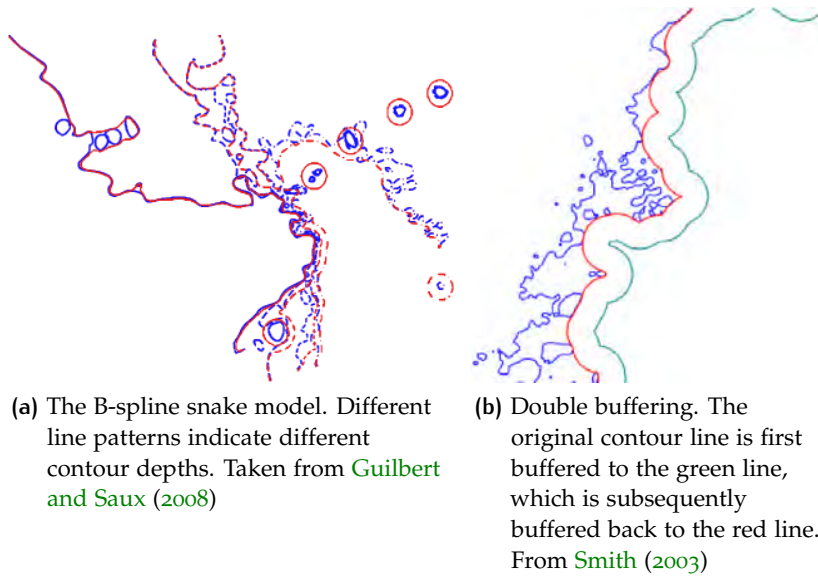 (a) The B-spline snake model. Different
line patterns indicate different
contour depths. Taken from Guilbert
and Saux (2008)
(b) Double buffering. The
original contour line is first
buffered to the green line,
which is subsequently
buffered back to the red line.
From Smith (2003)